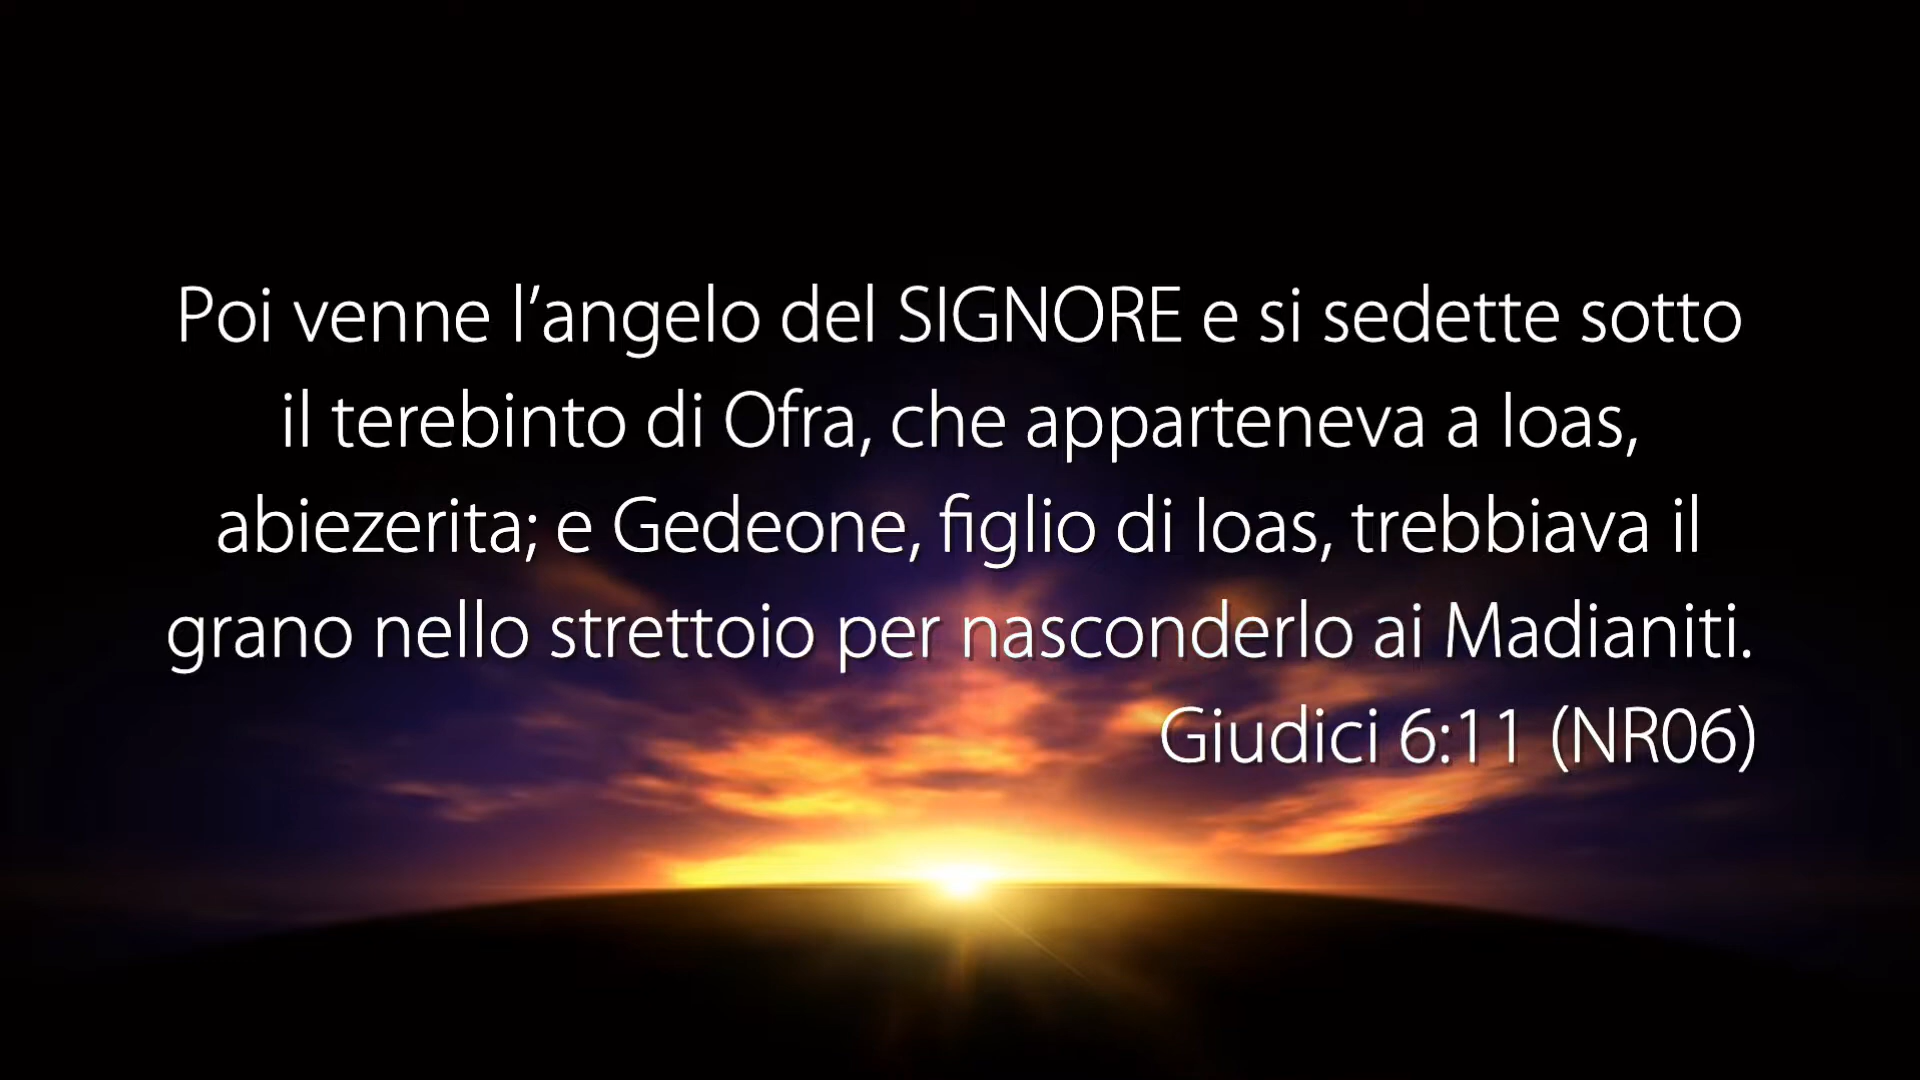 Poi venne l’angelo del SIGNORE e si sedette sotto
il terebinto di Ofra, che apparteneva a Ioas,
abiezerita; e Gedeone, figlio di Ioas, trebbiava il
grano nello strettoio per nasconderlo ai Madianiti.
Giudici 6:11 (NR06)